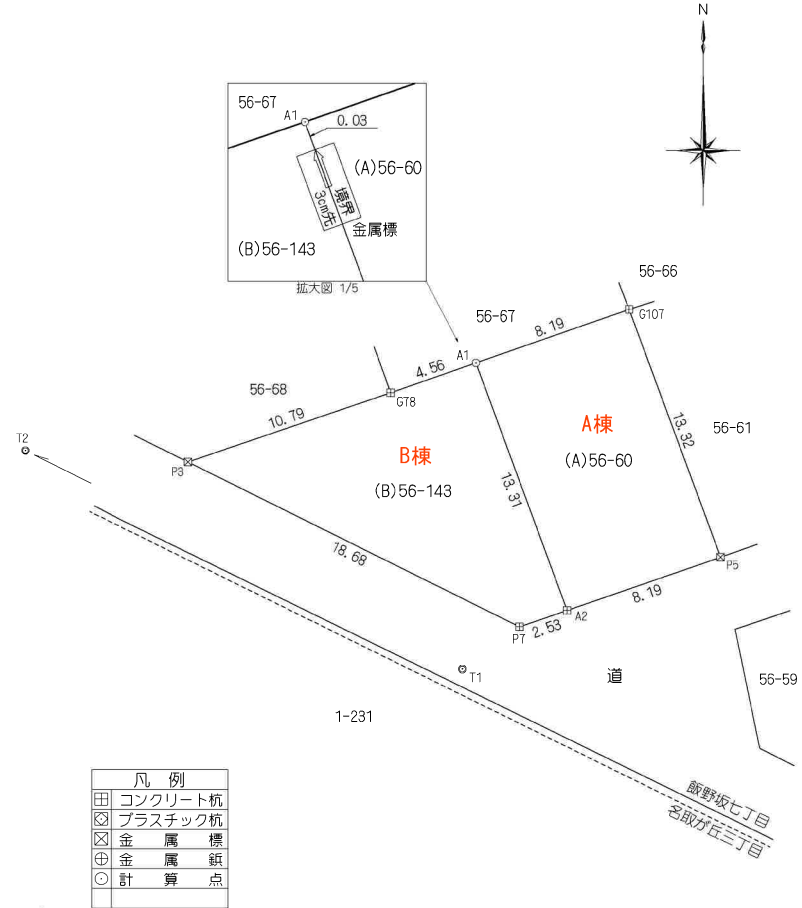 N
56-67
A1
0.03
(A)56-60
境界
3cm先
金属標
(B)56-143
拡大図 1/5
56-66
56-67
G107
8.19
A1
4.56
56-68
G78
10.79
A棟
13.32
56-61
T2
B棟
(A)56-60
P3
(B)56-143
13.31
18.68
P5
8.19
A2
P7
2.53
T1
道
56-59
1-231
凡 例
コンクリート杭
プラスチック杭
金 属 標
金 属 鋲
計 算 点
飯野坂七丁目
名取が丘三丁目